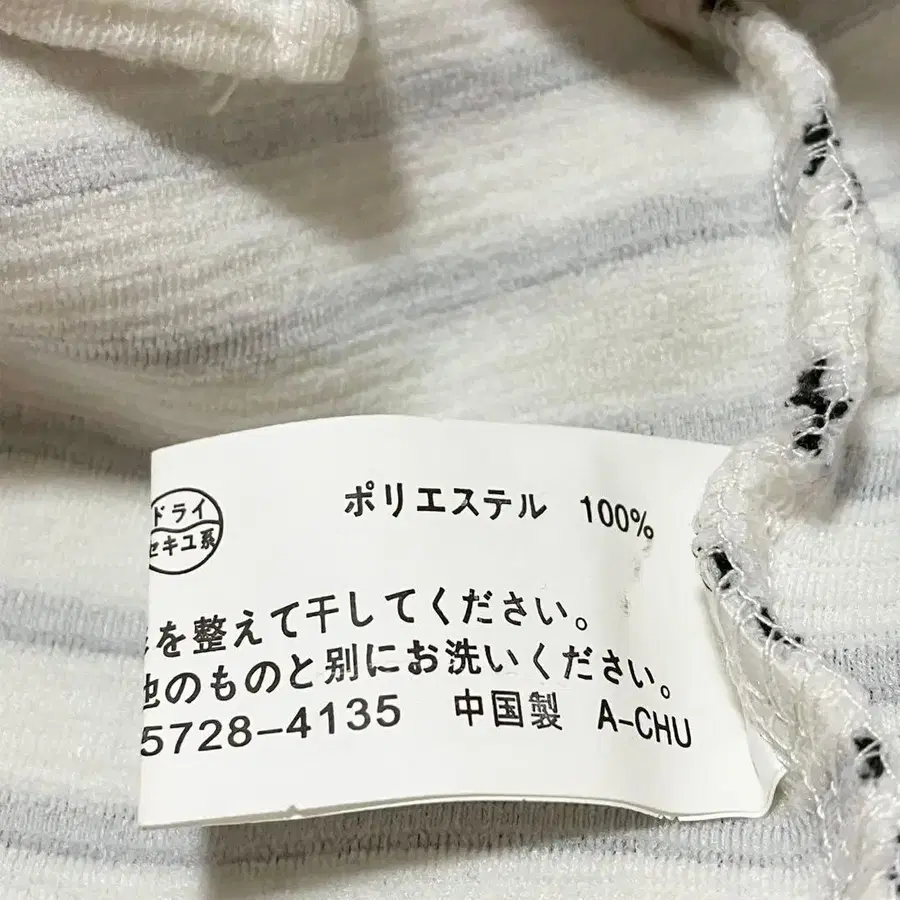 ドライ
セキユ系
ポリエステル 100%
を整えて干してください。
他のものと別にお洗いください。
5728-4135 中国製 A-CHU